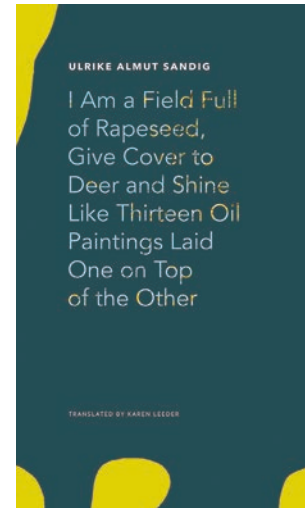 ULRIKE ALMUT SANDIG
I Am a Field Full
of Rapeseed,
Give Cover to
Deer and Shine
Like Thirteen Oil
Paintings Laid
One on Top
of the Other
TRANSLATED BY KAREN LEEDER